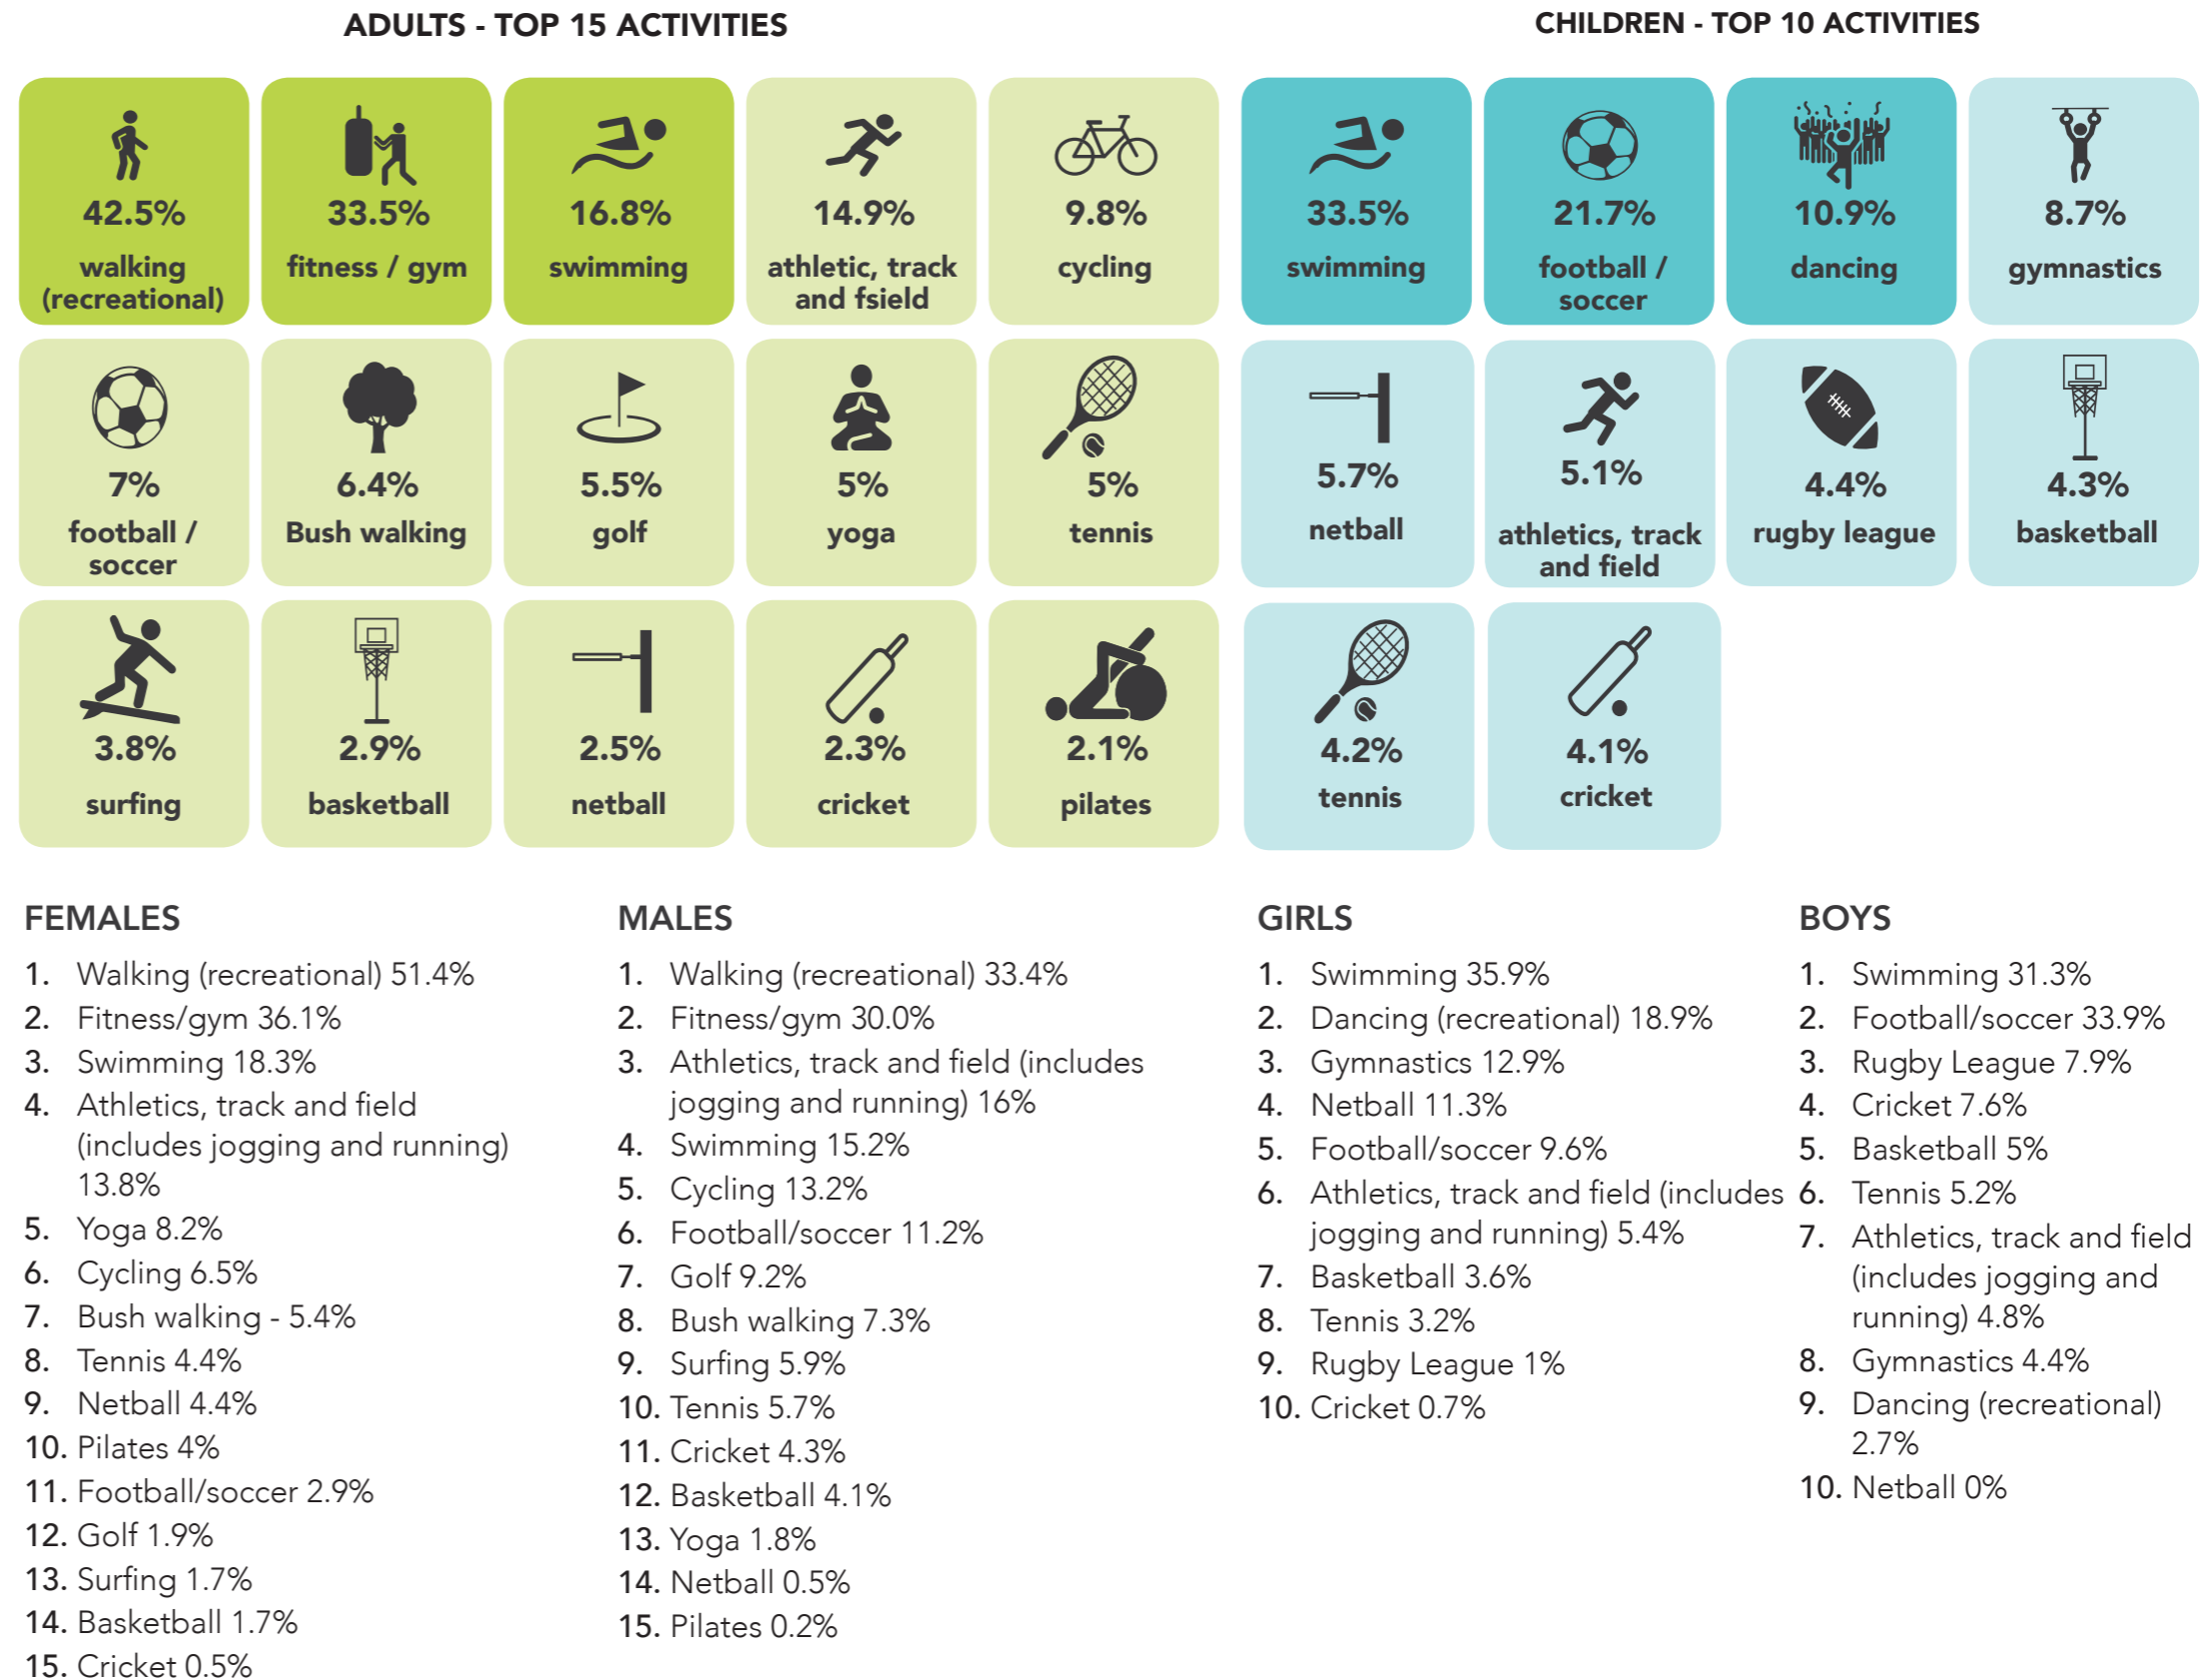 ADULTS - TOP 15 ACTIVITIES
42.5%
walking
(recreational)
33.5%
fitness / gym
16.8%
swimming
14.9%
athletic, track
and fsield
9.8%
cycling
7%
football /
soccer
6.4%
Bush walking
5.5%
golf
5%
yoga
5%
tennis
3.8%
surfing
2.9%
basketball
2.5%
netball
2.3%
cricket
2.1%
pilates
CHILDREN - TOP 10 ACTIVITIES
33.5%
swimming
21.7%
football /
soccer
10.9%
dancing
8.7%
gymnastics
5.7%
netball
5.1%
athletics, track
and field
4.4%
rugby league
4.3%
basketball
4.2%
tennis
4.1%
cricket
FEMALES
1. Walking (recreational) 51.4%
2. Fitness/gym 36.1%
3. Swimming 18.3%
4. Athletics, track and field
(includes jogging and running)
13.8%
5. Yoga 8.2%
6. Cycling 6.5%
7. Bush walking - 5.4%
8. Tennis 4.4%
9. Netball 4.4%
10. Pilates 4%
11. Football/soccer 2.9%
12. Golf 1.9%
13. Surfing 1.7%
14. Basketball 1.7%
15. Cricket 0.5%
MALES
1. Walking (recreational) 33.4%
2. Fitness/gym 30.0%
3. Athletics, track and field (includes
jogging and running) 16%
4. Swimming 15.2%
5. Cycling 13.2%
6. Football/soccer 11.2%
7. Golf 9.2%
8. Bush walking 7.3%
9. Surfing 5.9%
10. Tennis 5.7%
11. Cricket 4.3%
12. Basketball 4.1%
13. Yoga 1.8%
14. Netball 0.5%
15. Pilates 0.2%
GIRLS
1. Swimming 35.9%
2. Dancing (recreational) 18.9%
3. Gymnastics 12.9%
4. Netball 11.3%
5. Football/soccer 9.6%
6. Athletics, track and field (includes
jogging and running) 5.4%
7. Basketball 3.6%
8. Tennis 3.2%
9. Rugby League 1%
10. Cricket 0.7%
BOYS
1. Swimming 31.3%
2. Football/soccer 33.9%
3. Rugby League 7.9%
4. Cricket 7.6%
5. Basketball 5%
6. Tennis 5.2%
7. Athletics, track and field
(includes jogging and
running) 4.8%
8. Gymnastics 4.4%
9. Dancing (recreational)
2.7%
10. Netball 0%